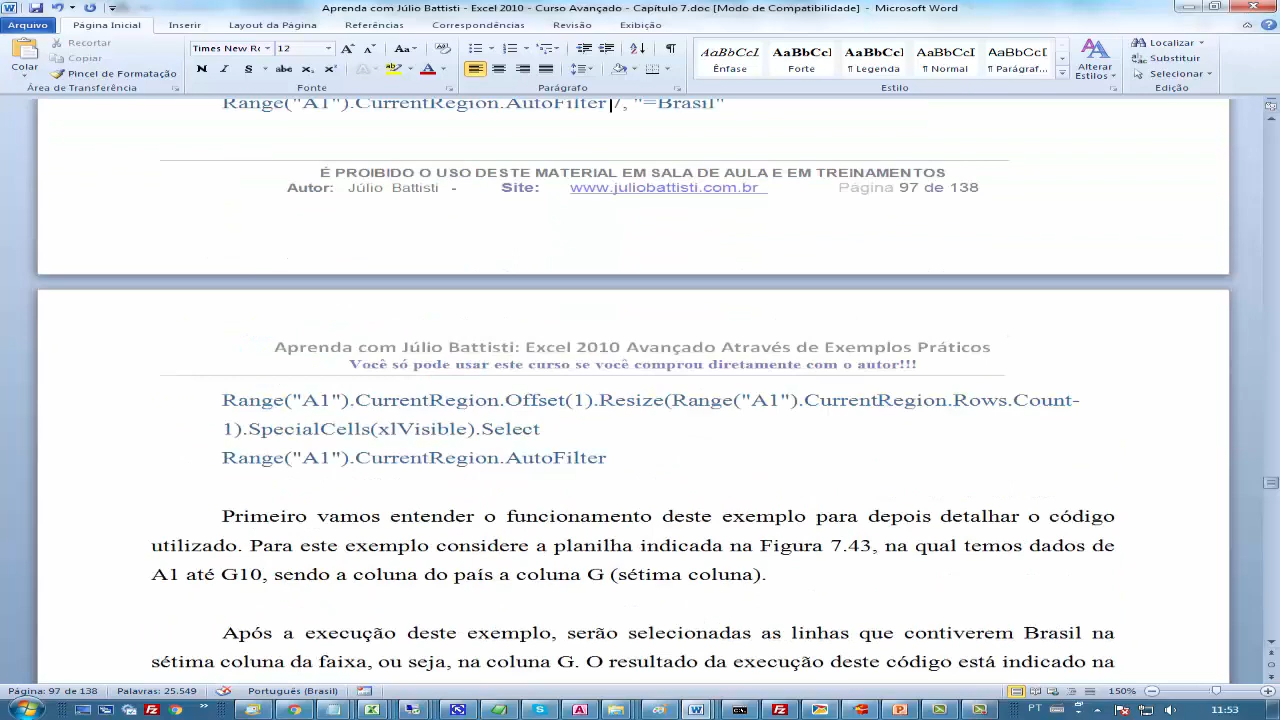 Aprenda com Júlio Battisti - Excel 2010 - Curso Avançado - Capítulo 7.doc [Modo de Compatibilidade] - Microsoft Word
Arquivo Página Inicial Inserir Layout da Página Referências Correspondências Revisão Exibição
Colar
Recortar
Copiar
Pincel de Formatação
Área de Transferência
Times New Ro 12
Fonte
Parágrafo
AaBbCcI AaBbCcl AaBbCcl AaBbCcI AaBbCcI
Ênfase Forte ¶ Legenda ¶ Normal ¶ Parágraf...
Alterar
Estilos
Estilo
Localizar
Substituir
Selecionar
Edição
Range("A1").CurrentRegion.AutoFilter 7, "=Brasil"
É PROIBIDO O USO DESTE MATERIAL EM SALA DE AULA E EM TREINAMENTOS
Autor: Júlio Battisti - Site: www.juliobattisti.com.br Página 97 de 138
Aprenda com Júlio Battisti: Excel 2010 Avançado Através de Exemplos Práticos
Você só pode usar este curso se você comprou diretamente com o autor!!!
Range("A1").CurrentRegion.Offset(1).Resize(Range("A1").CurrentRegion.Rows.Count-
1).SpecialCells(xlVisible).Select
Range("A1").CurrentRegion.AutoFilter
Primeiro vamos entender o funcionamento deste exemplo para depois detalhar o código
utilizado. Para este exemplo considere a planilha indicada na Figura 7.43, na qual temos dados de
A1 até G10, sendo a coluna do país a coluna G (sétima coluna).
Após a execução deste exemplo, serão selecionadas as linhas que contiverem Brasil na
sétima coluna da faixa, ou seja, na coluna G. O resultado da execução deste código está indicado na
Página: 97 de 138 Palavras: 25.549 Português (Brasil) 150%
PT 11:53